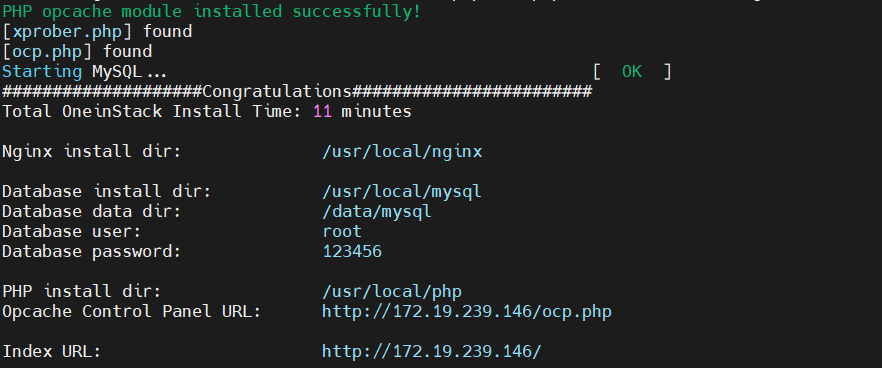 PHP opcache module installed successfully!
[xprober.php] found
[ocp.php] found
Starting MySQL... [ OK ]
####################Congratulations########################
Total OneinStack Install Time: 11 minutes
Nginx install dir: /usr/local/nginx
Database install dir: /usr/local/mysql
Database data dir: /data/mysql
Database user: root
Database password: 123456
PHP install dir: /usr/local/php
Opcache Control Panel URL: http://172.19.239.146/ocp.php
Index URL: http://172.19.239.146/